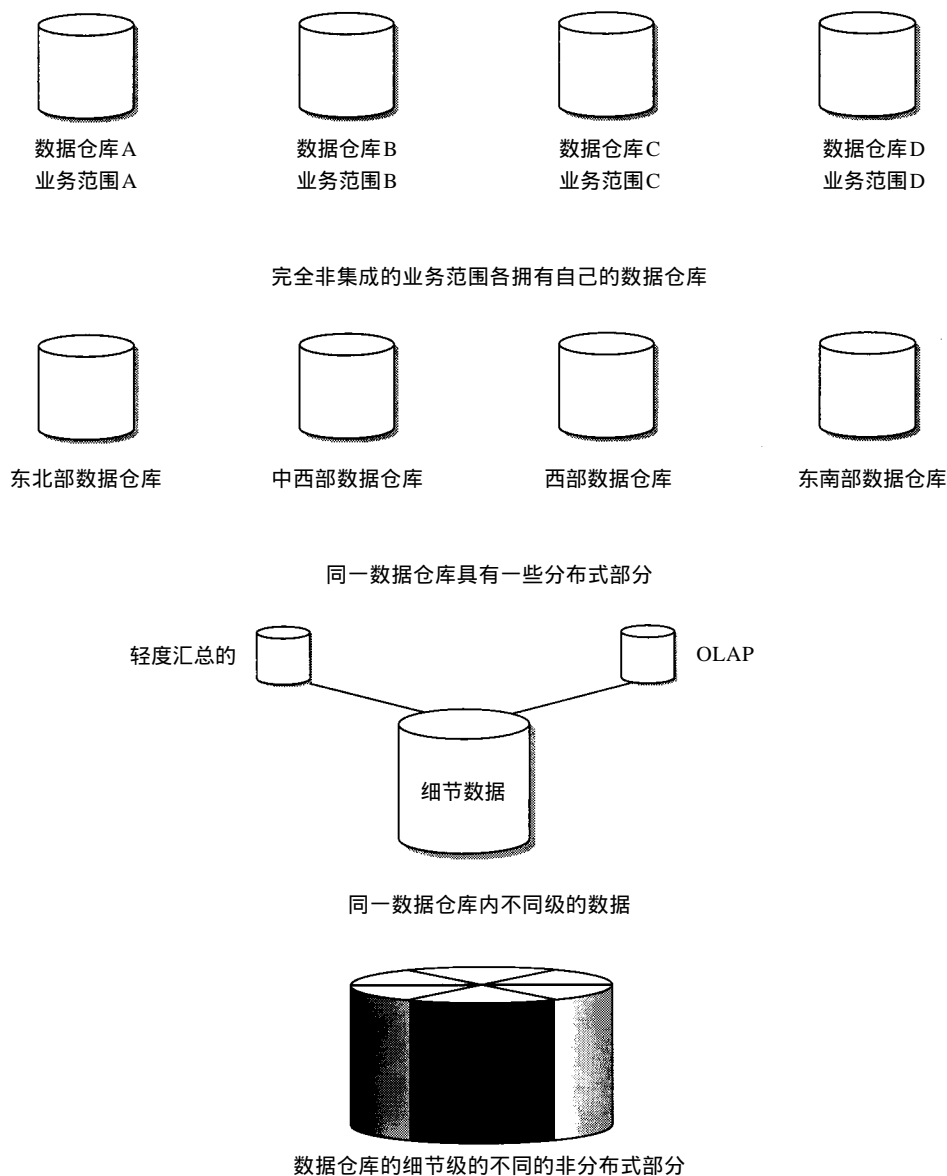 数据仓库A 数据仓库B 数据仓库C 数据仓库D
业务范围A 业务范围B 业务范围C 业务范围D
完全非集成的业务范围各拥有自己的数据仓库
东北部数据仓库 中西部数据仓库 西部数据仓库 东南部数据仓库
同一数据仓库具有一些分布式部分
轻度汇总的 OLAP
细节数据
同一数据仓库内不同级的数据
数据仓库的细节级的不同的非分布式部分